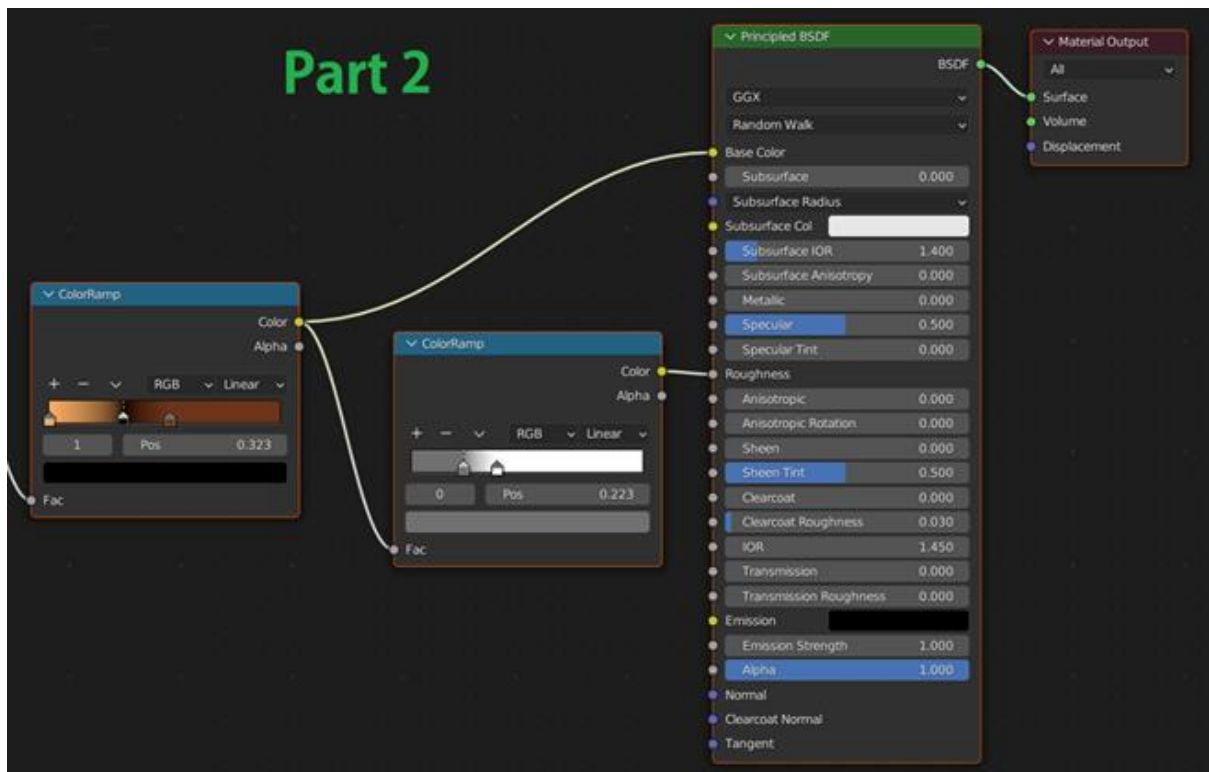 Part 2
ColorRamp
Color
Alpha
RGB Linear
1 Pos 0.323
Fac
ColorRamp
Color
Alpha
RGB Linear
0 Pos 0.223
Fac
Principled BSDF
BSDF
GGX
Random Walk
Base Color
Subsurface 0.000
Subsurface Radius
Subsurface Col
Subsurface IOR 1.400
Subsurface Anisotropy 0.000
Metallic 0.000
Specular 0.500
Specular Tint 0.000
Roughness
Anisotropic 0.000
Anisotropic Rotation 0.000
Sheen 0.000
Sheen Tint 0.500
Clearcoat 0.000
Clearcoat Roughness 0.030
IOR 1.450
Transmission 0.000
Transmission Roughness 0.000
Emission
Emission Strength 1.000
Alpha 1.000
Normal
Clearcoat Normal
Tangent
Material Output
All
Surface
Volume
Displacement